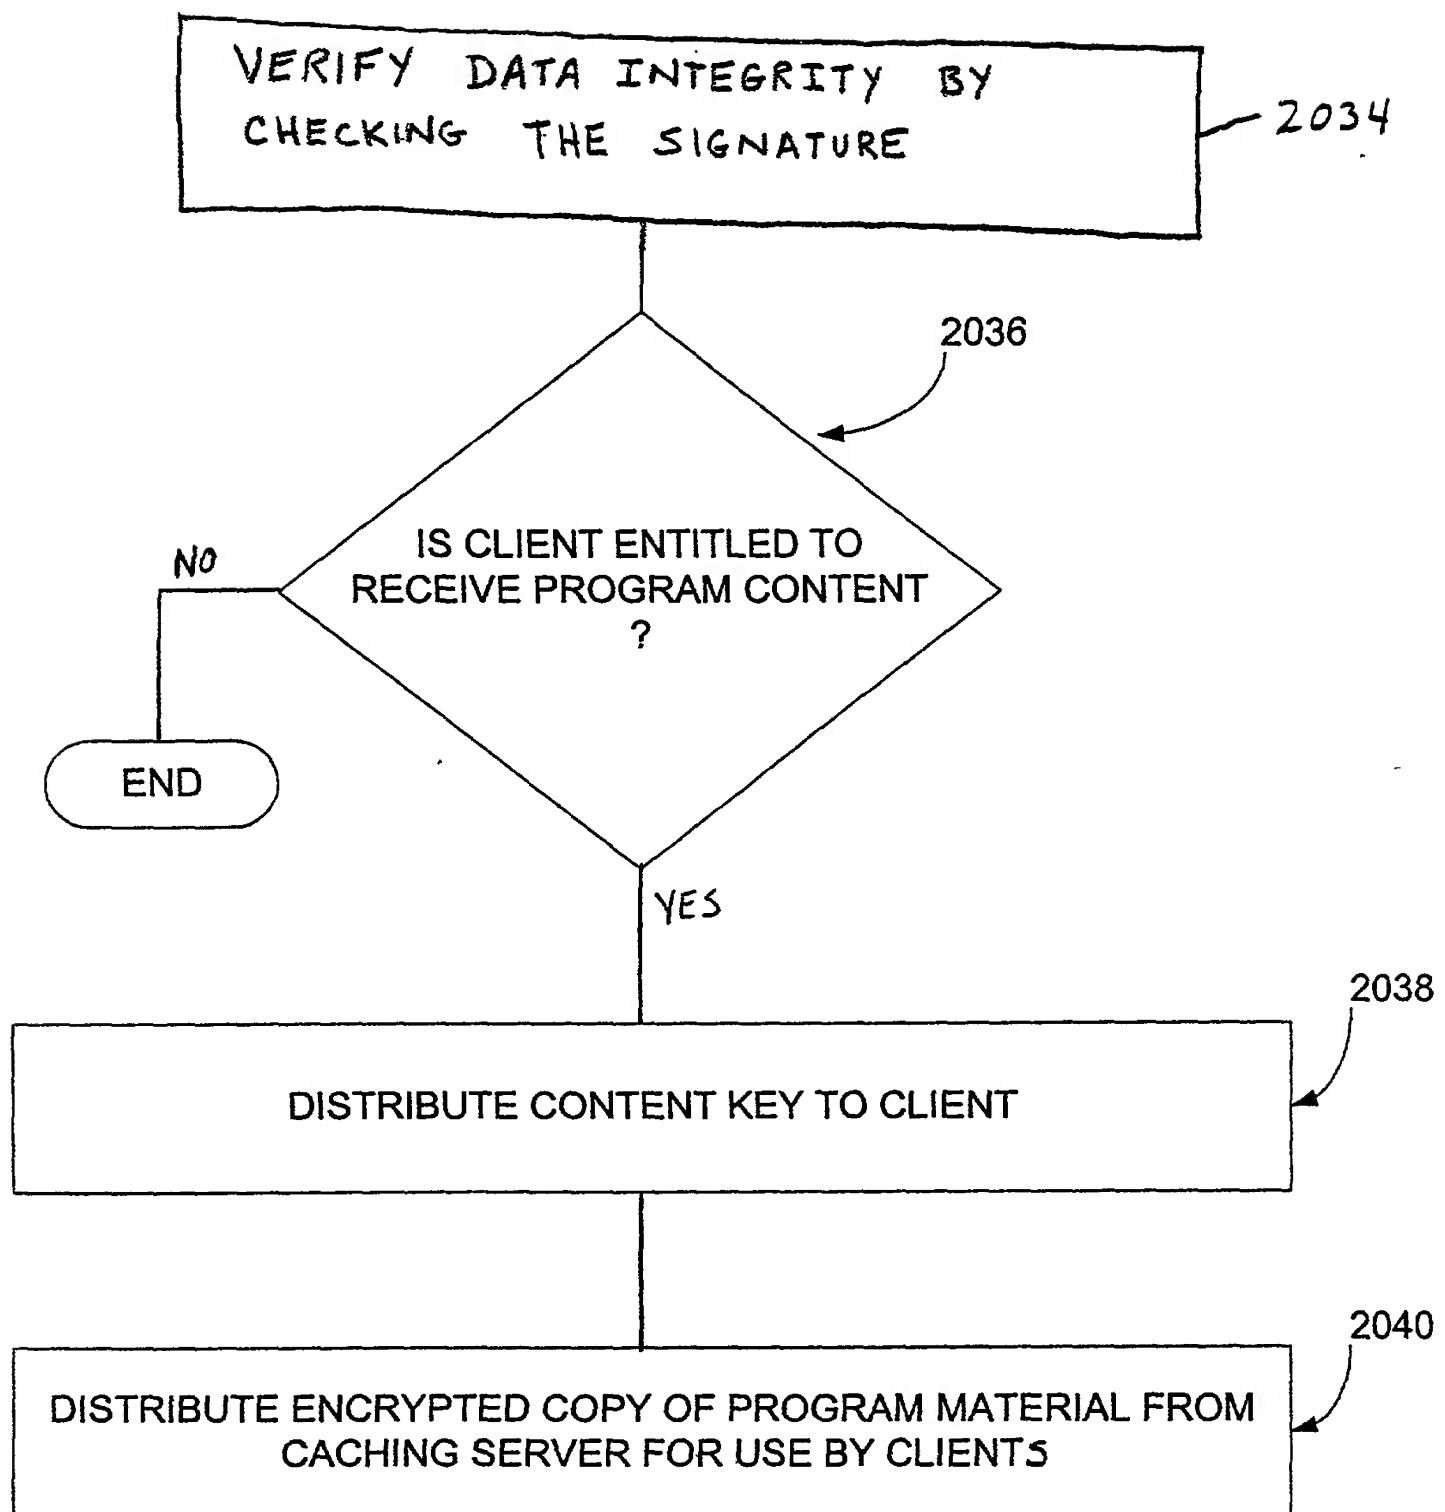 VERIFY DATA INTEGRITY BY
CHECKING THE SIGNATURE
2034
2036
IS CLIENT ENTITLED TO
RECEIVE PROGRAM CONTENT
?
NO
END
YES
2038
DISTRIBUTE CONTENT KEY TO CLIENT
2040
DISTRIBUTE ENCRYPTED COPY OF PROGRAM MATERIAL FROM
CACHING SERVER FOR USE BY CLIENTS